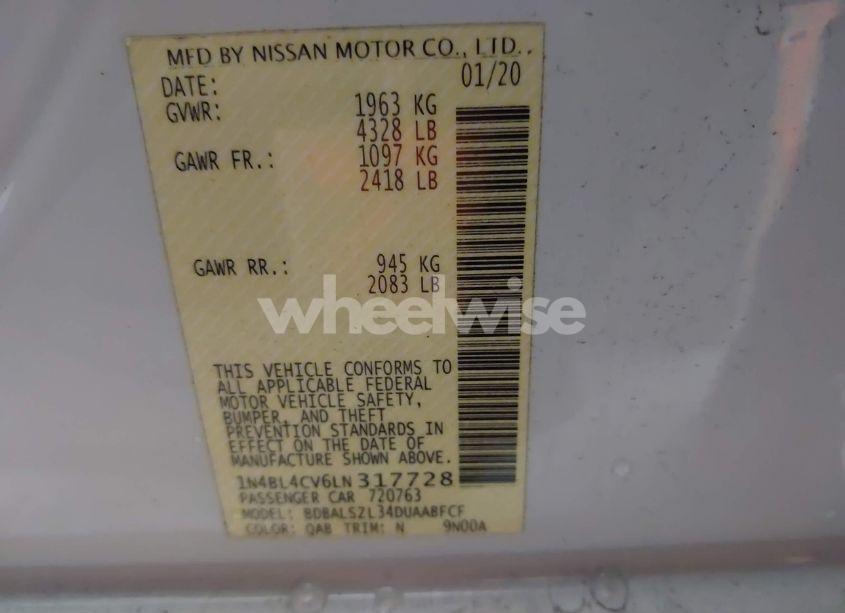 MFD BY NISSAN MOTOR CO., LTD.,
DATE: 01/20
GVWR: 1963 KG
4328 LB
GAWR FR.: 1097 KG
2418 LB
GAWR RR.: 945 KG
2083 LB
wheelwise
THIS VEHICLE CONFORMS TO
ALL APPLICABLE FEDERAL
MOTOR VEHICLE SAFETY,
BUMPER, AND THEFT
PREVENTION STANDARDS IN
EFFECT ON THE DATE OF
MANUFACTURE SHOWN ABOVE.
1N4BL4CV6LN317728
PASSENGER CAR 720763
MODEL: BDBALSZL34DUAABFCF
COLOR: QAB TRIM: N 9N00A